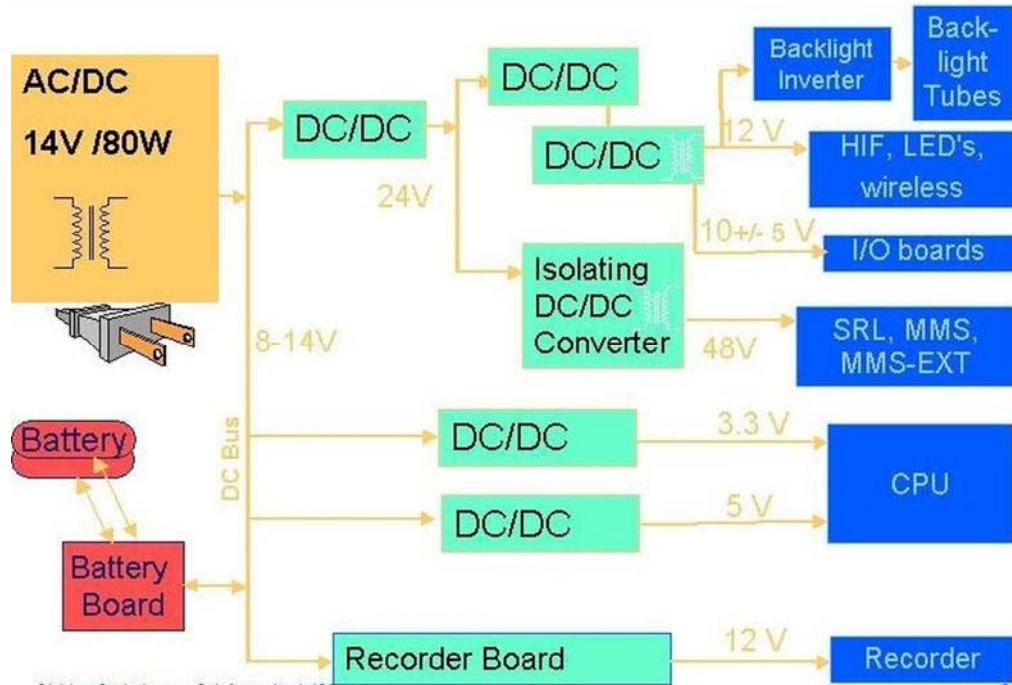 AC/DC
14V /80W
DC/DC
24V
DC/DC
DC/DC
12 V
Backlight
Inverter
Back-
light
Tubes
HIF, LED's,
wireless
10+/- 5 V
I/O boards
Isolating
DC/DC
Converter
48V
SRL, MMS,
MMS-EXT
8-14V
DC Bus
Battery
Battery
Board
DC/DC
3.3 V
DC/DC
5 V
CPU
Recorder Board
12 V
Recorder